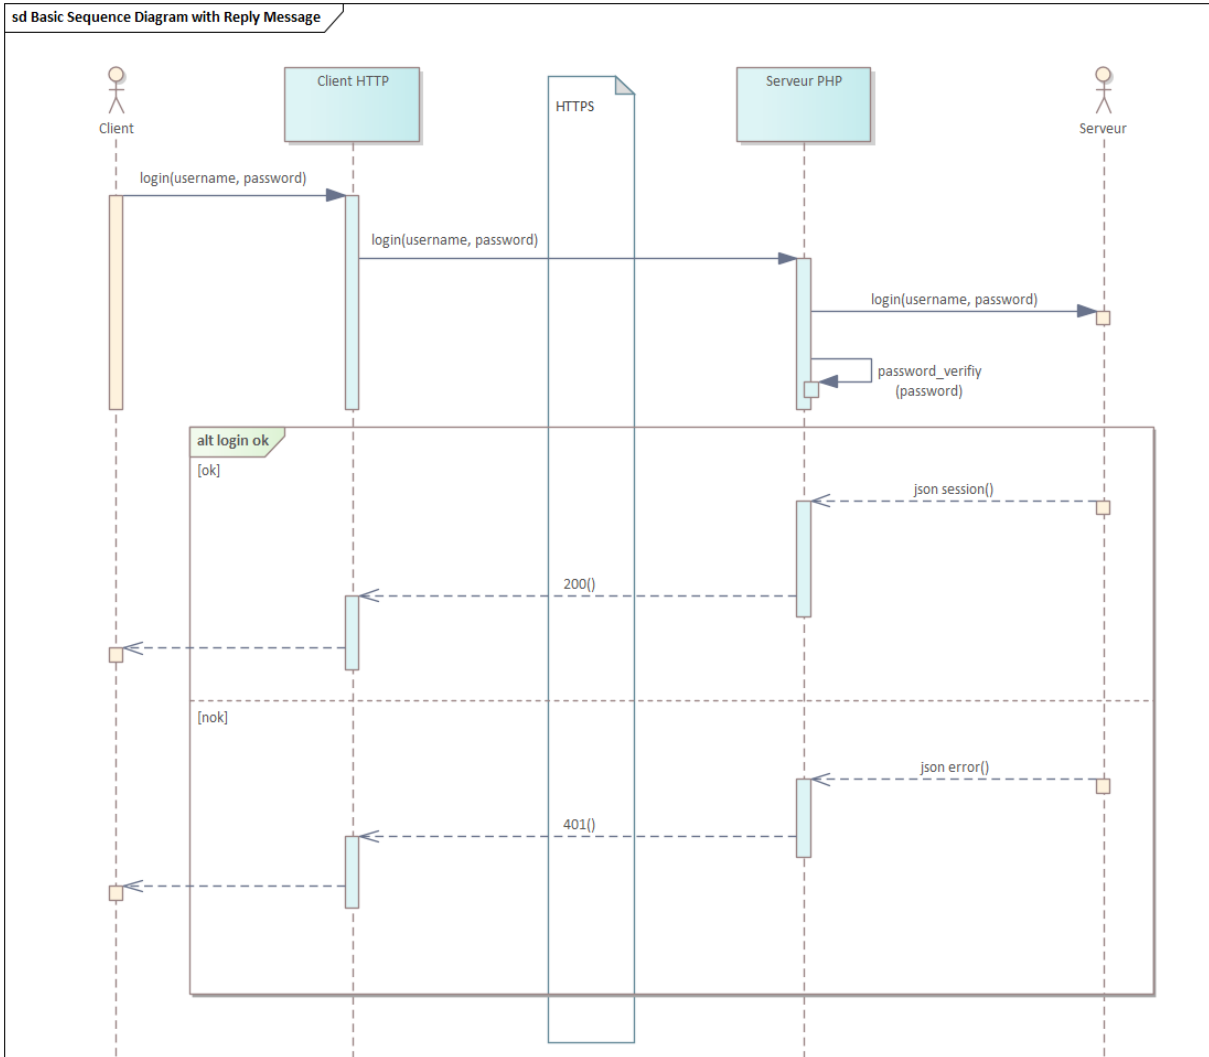 sd Basic Sequence Diagram with Reply Message
Client
Client HTTP
HTTPS
Serveur PHP
Serveur
login(username, password)
login(username, password)
login(username, password)
password_verifiy
(password)
alt login ok
[ok]
json session()
200()
[nok]
json error()
401()